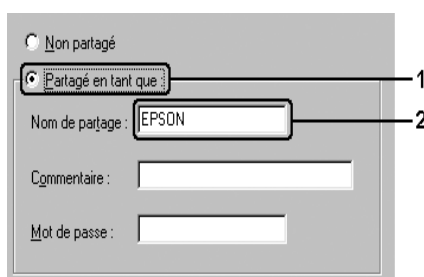 Non partagé
Partagé en tant que : 1
Nom de partage : EPSON 2
Commentaire :
Mot de passe :